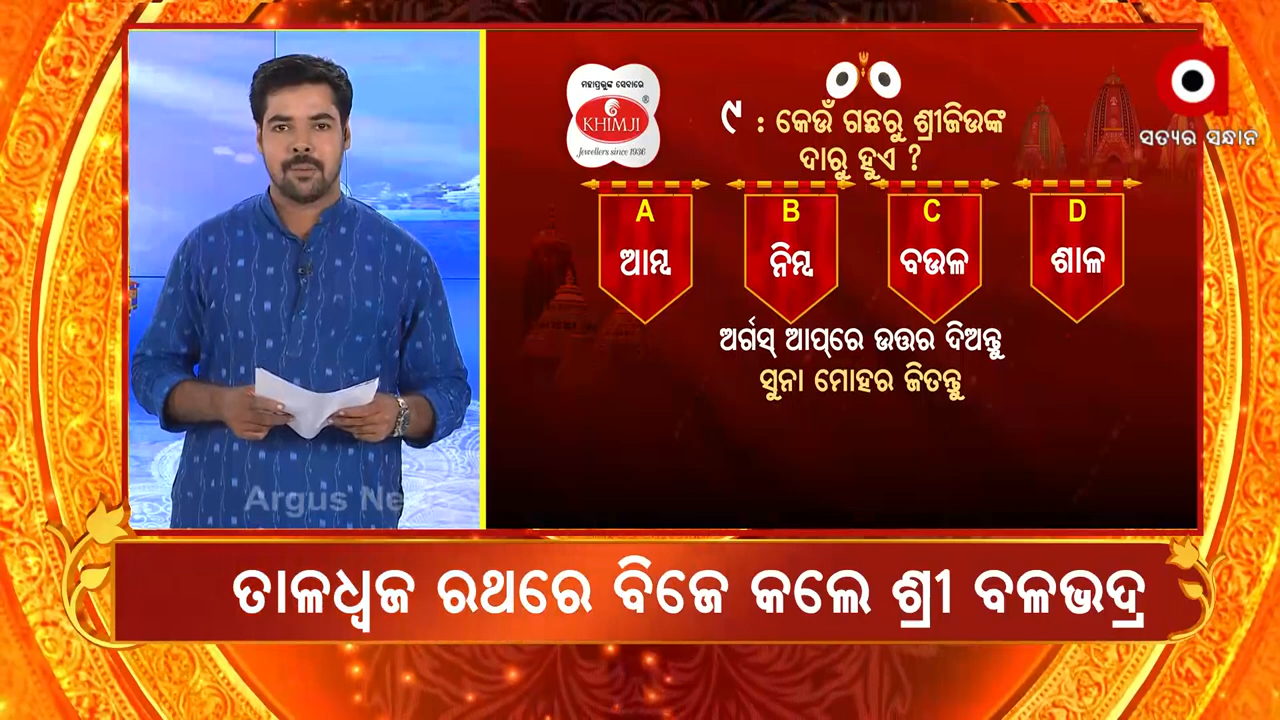 ମହାପ୍ରଭୁଙ୍କ ସେବାରେ
KHIMJI
®
Jewellers since 1936
୯ : କେଉଁ ଗଛରୁ ଶ୍ରୀଜିଉଙ୍କ
ଦାରୁ ହୁଏ ?
A
B
C
D
ଆମ୍ବ
ନିମ୍ବ
ବଉଳ
ଶାଳ
ଅର୍ଗସ୍ ଆପ୍‌ରେ ଉତ୍ତର ଦିଅନ୍ତୁ
ସୁନା ମୋହର ଜିତନ୍ତୁ
ସତ୍ୟର ସନ୍ଧାନ
Argus Ne
ତାଳଧ୍ୱଜ ରଥରେ ବିଜେ କଲେ ଶ୍ରୀ ବଳଭଦ୍ର